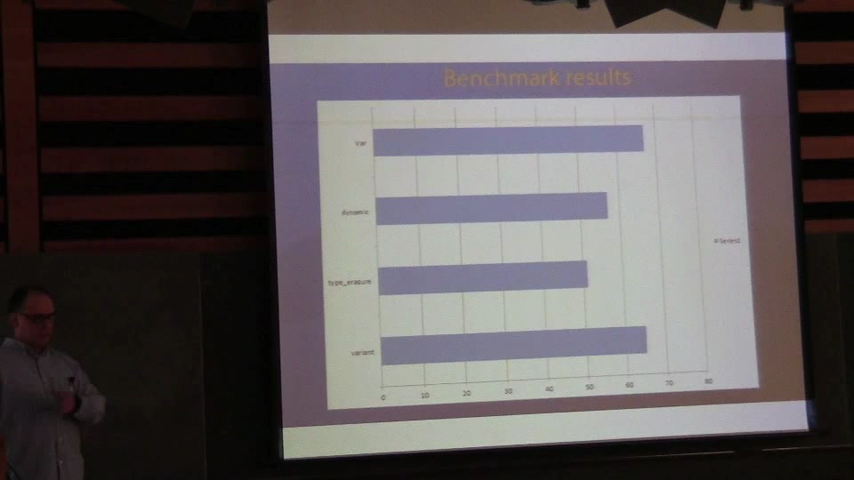 Benchmark results
var
dynamic
type_erasure
variant
Series1
0 10 20 30 40 50 60 70 80